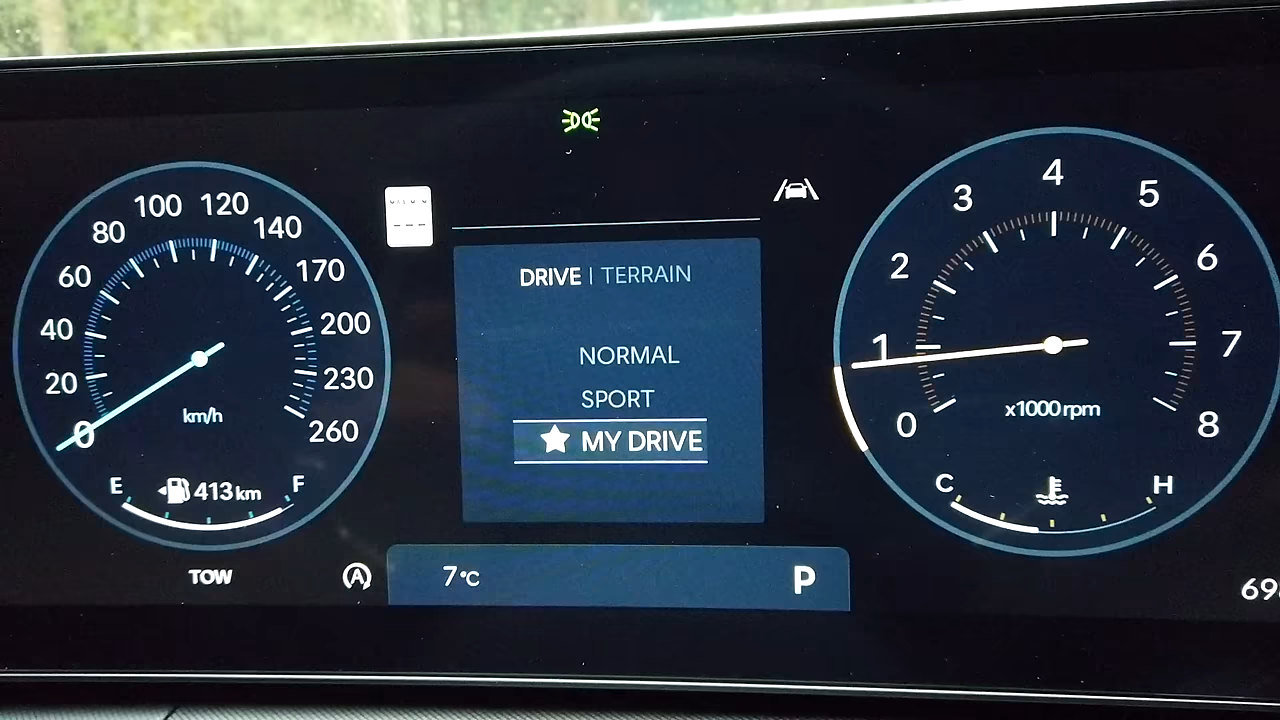 100 120
80 140
60 170
40 200
20 230
0 260
km/h
E 413 km F
TOW
A
DRIVE | TERRAIN
NORMAL
SPORT
MY DRIVE
7°C P
4
3 5
2 6
1 7
0 8
x1000 rpm
C H